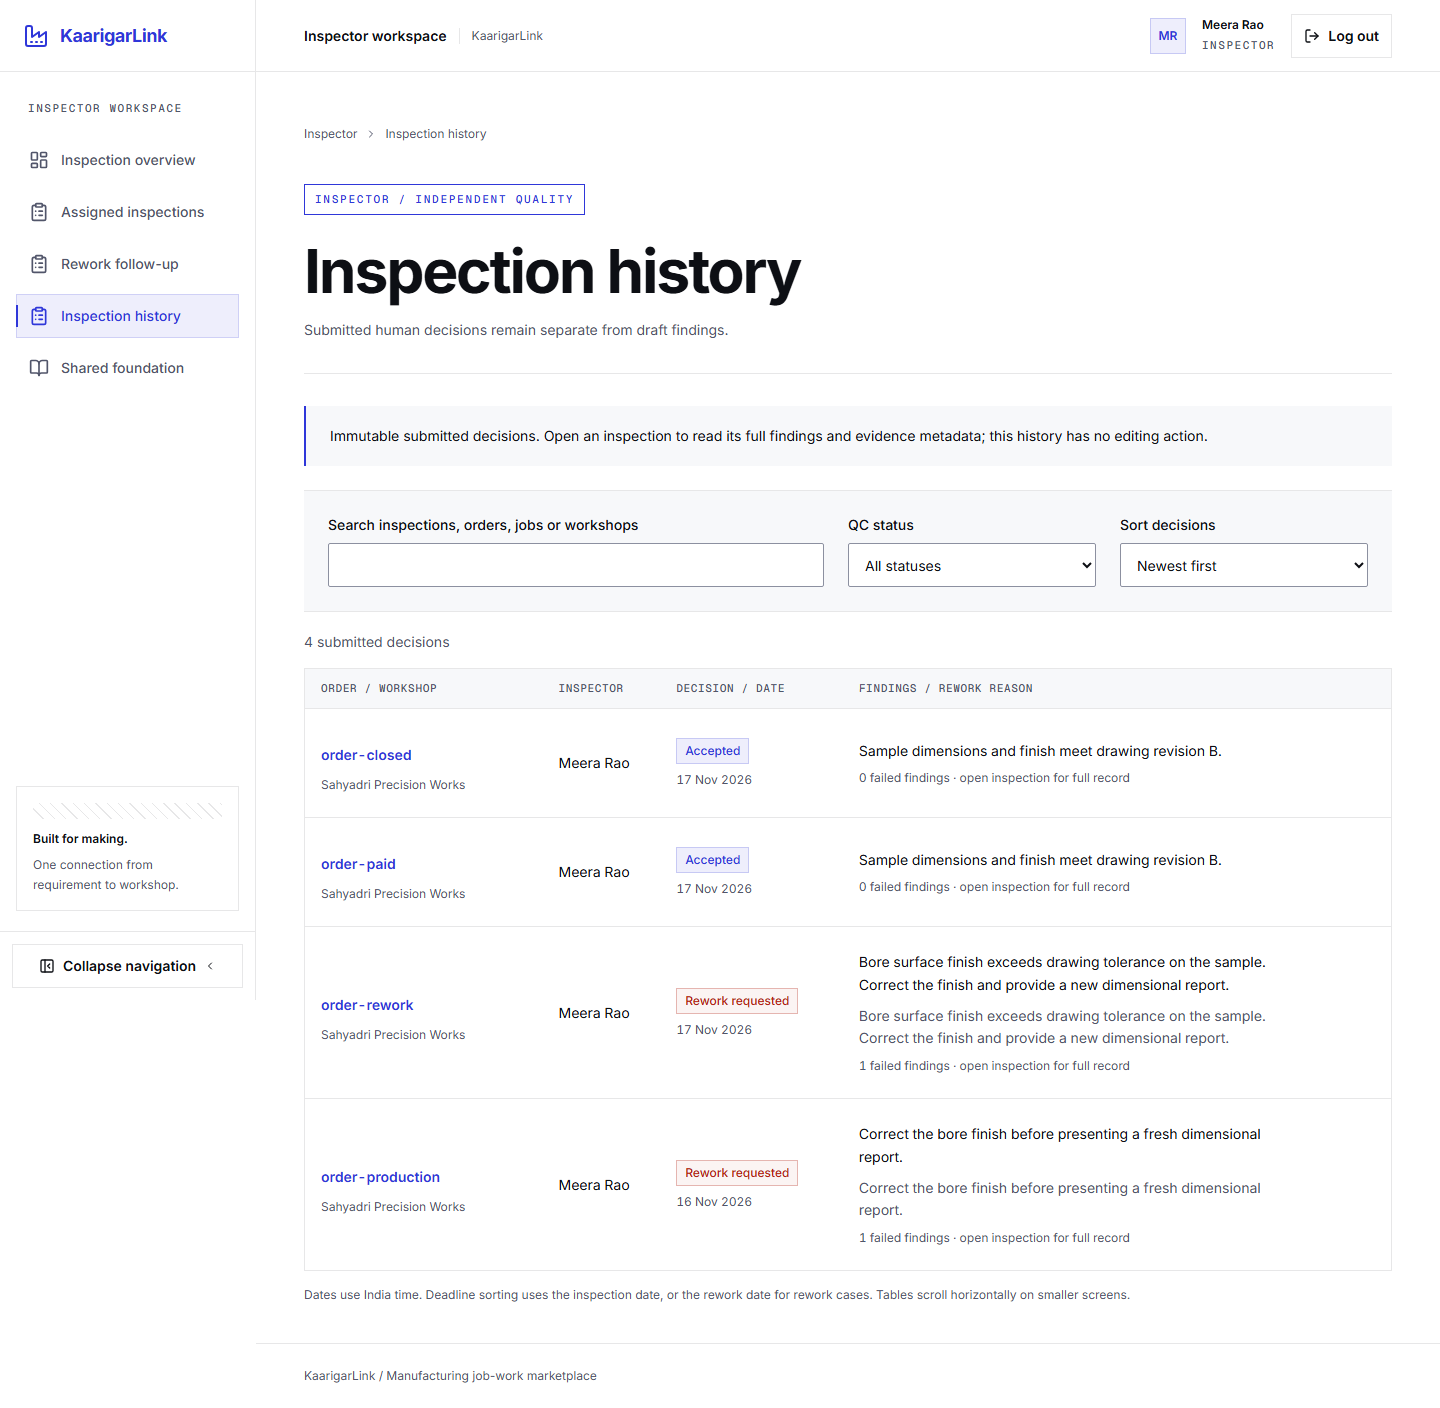 KaarigarLink
Inspector workspace
KaarigarLink
MR
Meera Rao
INSPECTOR
Log out
INSPECTOR WORKSPACE
Inspection overview
Assigned inspections
Rework follow-up
Inspection history
Shared foundation
Built for making.
One connection from
requirement to workshop.
Collapse navigation
Inspector
Inspection history
INSPECTOR / INDEPENDENT QUALITY
Inspection history
Submitted human decisions remain separate from draft findings.
Immutable submitted decisions. Open an inspection to read its full findings and evidence metadata; this history has no editing action.
Search inspections, orders, jobs or workshops
QC status
Sort decisions
All statuses
Newest first
4 submitted decisions
ORDER / WORKSHOP
INSPECTOR
DECISION / DATE
FINDINGS / REWORK REASON
order-closed
Sahyadri Precision Works
Meera Rao
Accepted
17 Nov 2026
Sample dimensions and finish meet drawing revision B.
0 failed findings · open inspection for full record
order-paid
Sahyadri Precision Works
Meera Rao
Accepted
17 Nov 2026
Sample dimensions and finish meet drawing revision B.
0 failed findings · open inspection for full record
order-rework
Sahyadri Precision Works
Meera Rao
Rework requested
17 Nov 2026
Bore surface finish exceeds drawing tolerance on the sample.
Correct the finish and provide a new dimensional report.
Bore surface finish exceeds drawing tolerance on the sample.
Correct the finish and provide a new dimensional report.
1 failed findings · open inspection for full record
order-production
Sahyadri Precision Works
Meera Rao
Rework requested
16 Nov 2026
Correct the bore finish before presenting a fresh dimensional
report.
Correct the bore finish before presenting a fresh dimensional
report.
1 failed findings · open inspection for full record
Dates use India time. Deadline sorting uses the inspection date, or the rework date for rework cases. Tables scroll horizontally on smaller screens.
KaarigarLink / Manufacturing job-work marketplace